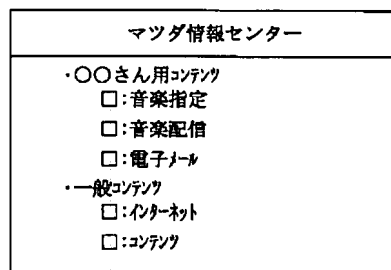 マツダ情報センター
・○○さん用ｺﾝﾃﾝﾂ
□:音楽指定
□:音楽配信
□:電子ﾒｰﾙ
・一般ｺﾝﾃﾝﾂ
□:ｲﾝﾀｰﾈｯﾄ
□:ｺﾝﾃﾝﾂ